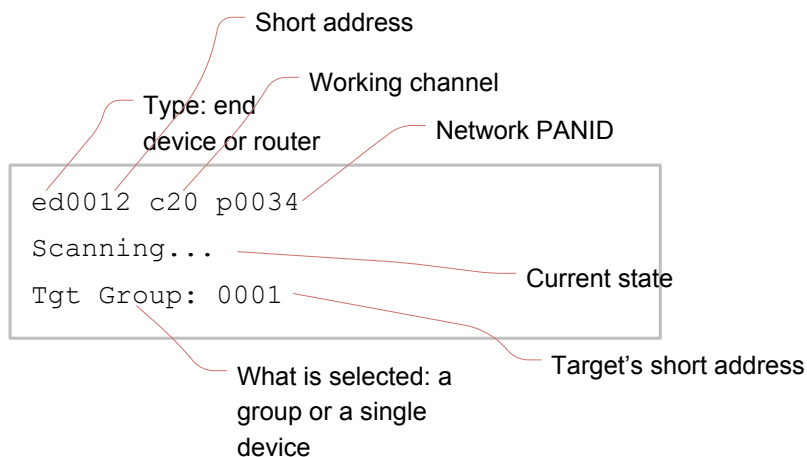 Short address
Working channel
Type: end
device or router
Network PANID
ed0012 c20 p0034
Scanning...
Current state
Tgt Group: 0001
Target's short address
What is selected: a
group or a single
device